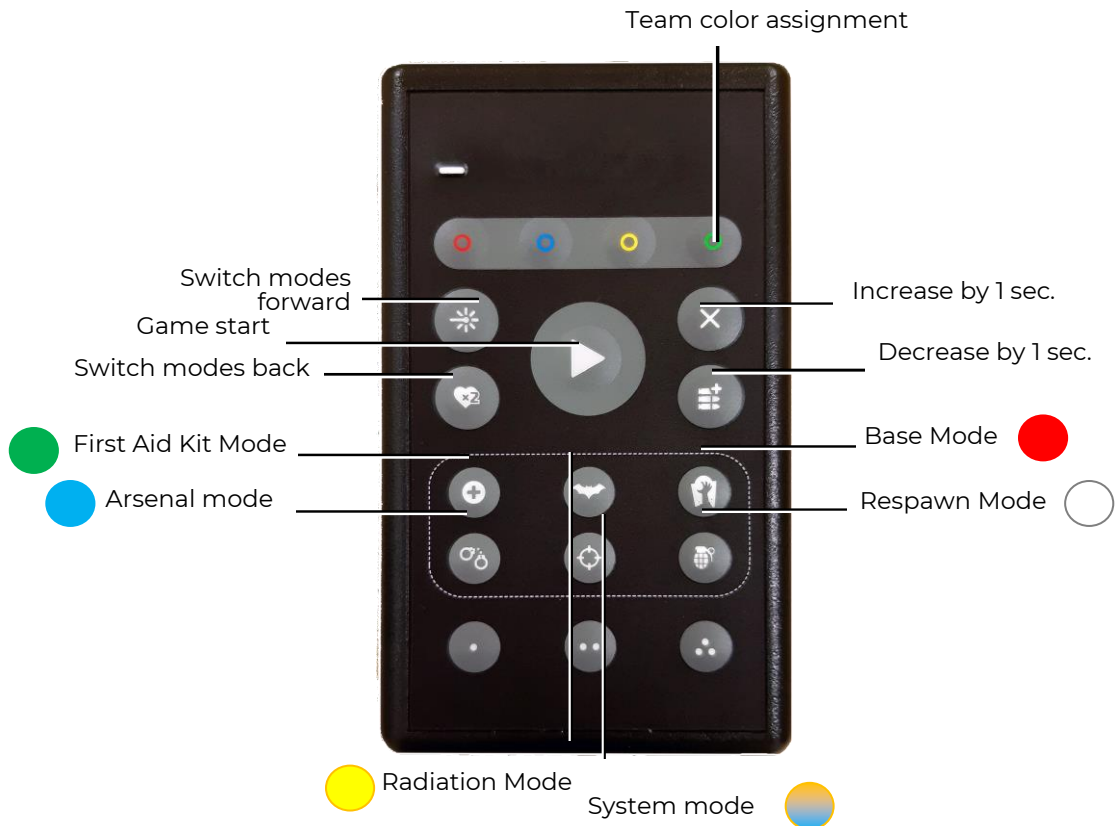 Team color assignment
Switch modes
forward
Increase by 1 sec.
Game start
Decrease by 1 sec.
Switch modes back
x2
Base Mode
First Aid Kit Mode
Arsenal mode
Respawn Mode
Radiation Mode
System mode